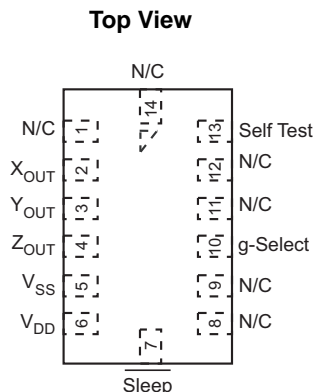 Top View
N/C
14
N/C 1 13 Self Test
XOUT 2 12 N/C
YOUT 3 11 N/C
ZOUT 4 10 g-Select
VSS 5 9 N/C
VDD 6 8 N/C
7
Sleep